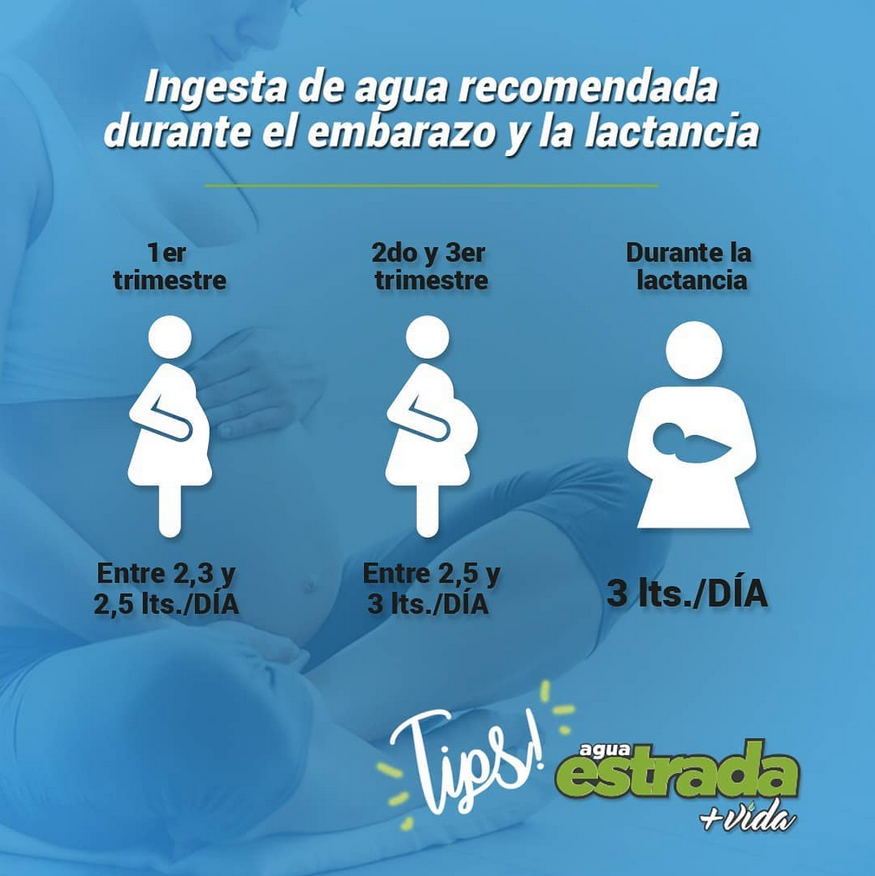 Ingesta de agua recomendada
durante el embarazo y la lactancia
1er
trimestre
Entre 2,3 y
2,5 lts./DÍA
2do y 3er
trimestre
Entre 2,5 y
3 lts./DÍA
Durante la
lactancia
3 lts./DÍA
Tips!
agua
estrada
+vida